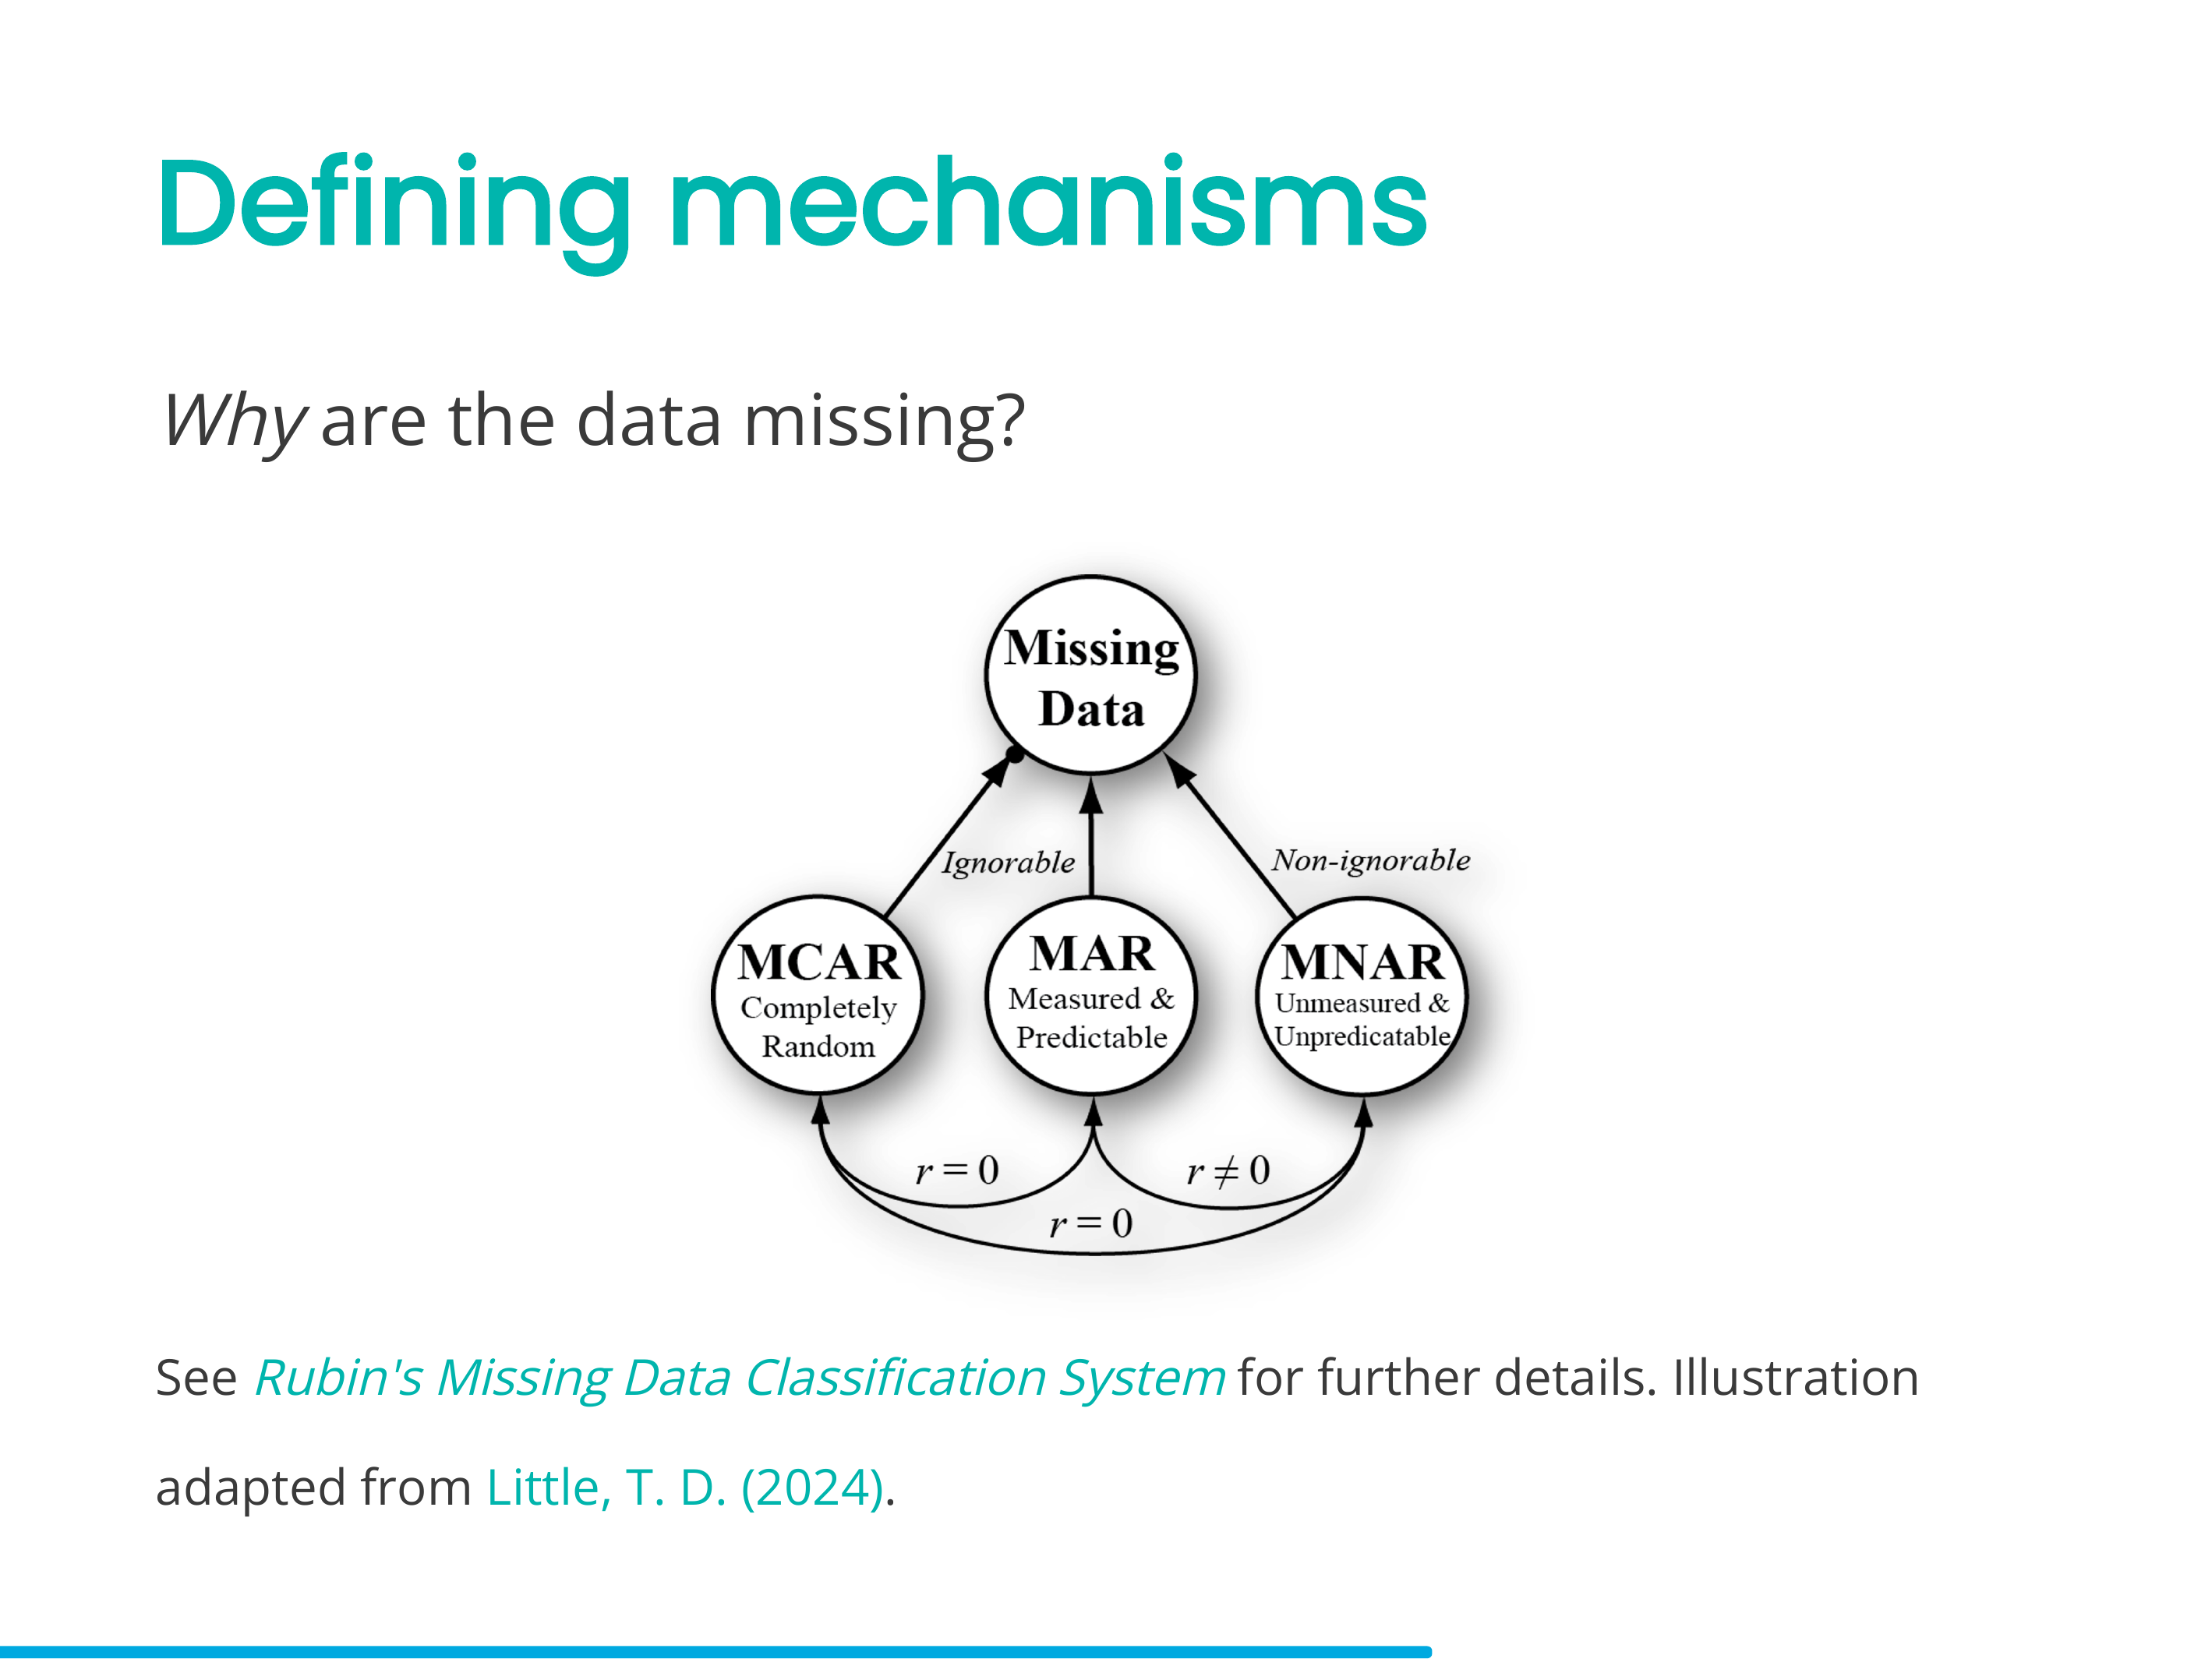 Defining mechanisms
Why are the data missing?
Missing
Data
Ignorable
Non-ignorable
MCAR
Completely
Random
MAR
Measured &
Predictable
MNAR
Unmeasured &
Unpredicatable
r = 0
r ≠ 0
r = 0
See Rubin's Missing Data Classification System for further details. Illustration
adapted from Little, T. D. (2024).